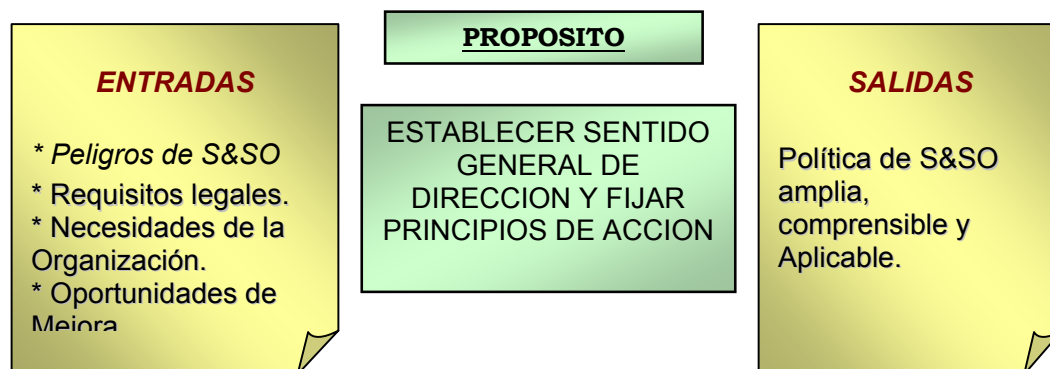 PROPOSITO
ENTRADAS
* Peligros de S&SO
* Requisitos legales.
* Necesidades de la
Organización.
* Oportunidades de
Mejora
ESTABLECER SENTIDO
GENERAL DE
DIRECCION Y FIJAR
PRINCIPIOS DE ACCION
SALIDAS
Política de S&SO
amplia,
comprensible y
Aplicable.